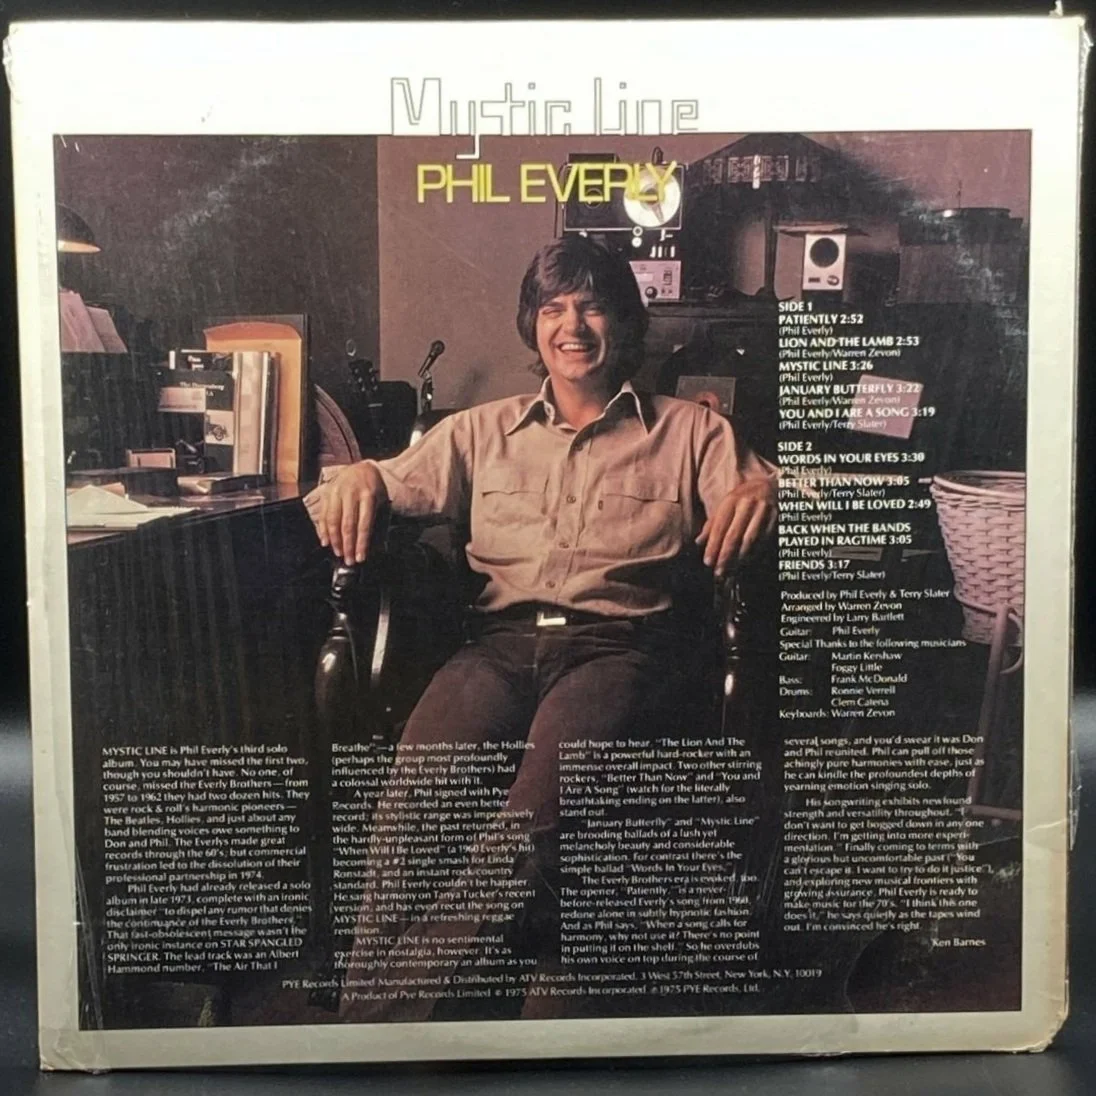 Mystic Line
PHIL EVERLY
SIDE 1
PATIENTLY 2:52
(Phil Everly)
LION AND THE LAMB 2:53
(Phil Everly/Warren Zevon)
MYSTIC LINE 3:26
(Phil Everly)
JANUARY BUTTERFLY 3:22
(Phil Everly/Warren Zevon)
YOU AND I ARE A SONG 3:19
(Phil Everly/Terry Slater)
SIDE 2
WORDS IN YOUR EYES 3:30
(Phil Everly)
BETTER THAN NOW 3:05
(Phil Everly/Terry Slater)
WHEN WILL I BE LOVED 2:49
(Phil Everly)
BACK WHEN THE BANDS
PLAYED IN RAGTIME 3:05
(Phil Everly)
FRIENDS 3:17
(Phil Everly/Terry Slater)
Produced by Phil Everly & Terry Slater
Arranged by Warren Zevon
Engineered by Larry Bartlett
Guitar: Phil Everly
Special Thanks to the following musicians
Guitar: Martin Kershaw
Foggy Little
Bass: Frank McDonald
Drums: Ronnie Verrell
Clem Catena
Keyboards: Warren Zevon
MYSTIC LINE is Phil Everly's third solo
album. You may have missed the first two,
though you shouldn't have. No one, of
course, missed the Everly Brothers—from
1957 to 1962 they had two dozen hits. They
were rock & roll's harmonic pioneers—
The Beatles, Hollies, and just about any
band blending voices owe something to
Don and Phil. The Everlys made great
records through the 60's, but commercial
frustration led to the dissolution of their
professional partnership in 1974.
Phil Everly had already released a solo
album in late 1973, complete with an ironic
disclaimer "to dispel any rumor that denies
the continuance of the Everly Brothers."
That fast-obsolescent message wasn't the
only ironic instance on STAR SPANGLED
SPRINGER. The lead track was an Albert
Hammond number, "The Air That I
Breathe"—a few months later, the Hollies
(perhaps the group most profoundly
influenced by the Everly Brothers) had
a colossal worldwide hit with it.
A year later, Phil signed with Pye
Records. He recorded an even better
record; its stylistic range was impressively
wide. Meanwhile, the past returned, in
the hardly-unpleasant form of Phil's song
"When Will I Be Loved" (a 1960 Everly's hit)
becoming a #2 single smash for Linda
Ronstadt, and an instant rock/country
standard. Phil Everly couldn't be happier.
He sang harmony on Tanya Tucker's recent
version, and has even recut the song on
MYSTIC LINE—in a refreshing reggae
rendition.
MYSTIC LINE is no sentimental
exercise in nostalgia, however. It's as
thoroughly contemporary an album as you
could hope to hear. "The Lion And The
Lamb" is a powerful hard-rocker with an
immense overall impact. Two other stirring
rockers, "Better Than Now" and "You and
I Are A Song" (watch for the literally
breathtaking ending on the latter), also
stand out.
"January Butterfly" and "Mystic Line"
are brooding ballads of a lush yet
melancholy beauty and considerable
sophistication. For contrast there's the
simple ballad "Words In Your Eyes."
The Everly Brothers era is evoked, too.
The opener, "Patiently," is a never-
before-released Everly's song from 1960,
redone alone in subtly hypnotic fashion.
And as Phil says, "When a song calls for
harmony, why not use it? There's no point
in putting it on the shelf." So he overdubs
his own voice on top during the course of
several songs, and you'd swear it was Don
and Phil reunited. Phil can pull off those
achingly pure harmonies with ease, just as
he can kindle the profoundest depths of
yearning emotion singing solo.
His songwriting exhibits newfound
strength and versatility throughout. "I
don't want to get bogged down in any one
direction. I'm getting into more experi-
mentation." Finally coming to terms with
a glorious but uncomfortable past ("You
can't escape it. I want to try to do it justice."),
and exploring new musical frontiers with
growing assurance, Phil Everly is ready to
make music for the 70's. "I think this one
does it," he says quietly as the tapes wind
out. I'm convinced he's right.
Ken Barnes
PYE Records Limited Manufactured & Distributed by ATV Records Incorporated, 3 West 57th Street, New York, N.Y. 10019
A Product of Pye Records Limited © 1975 ATV Records Incorporated ℗ 1975 PYE Records, Ltd.